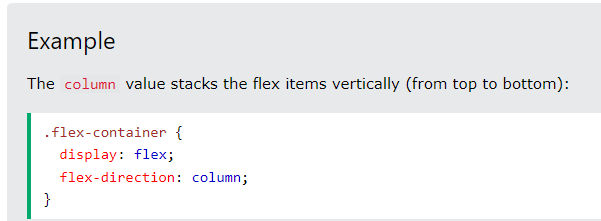 Example
The column value stacks the flex items vertically (from top to bottom):
.flex-container {
  display: flex;
  flex-direction: column;
}